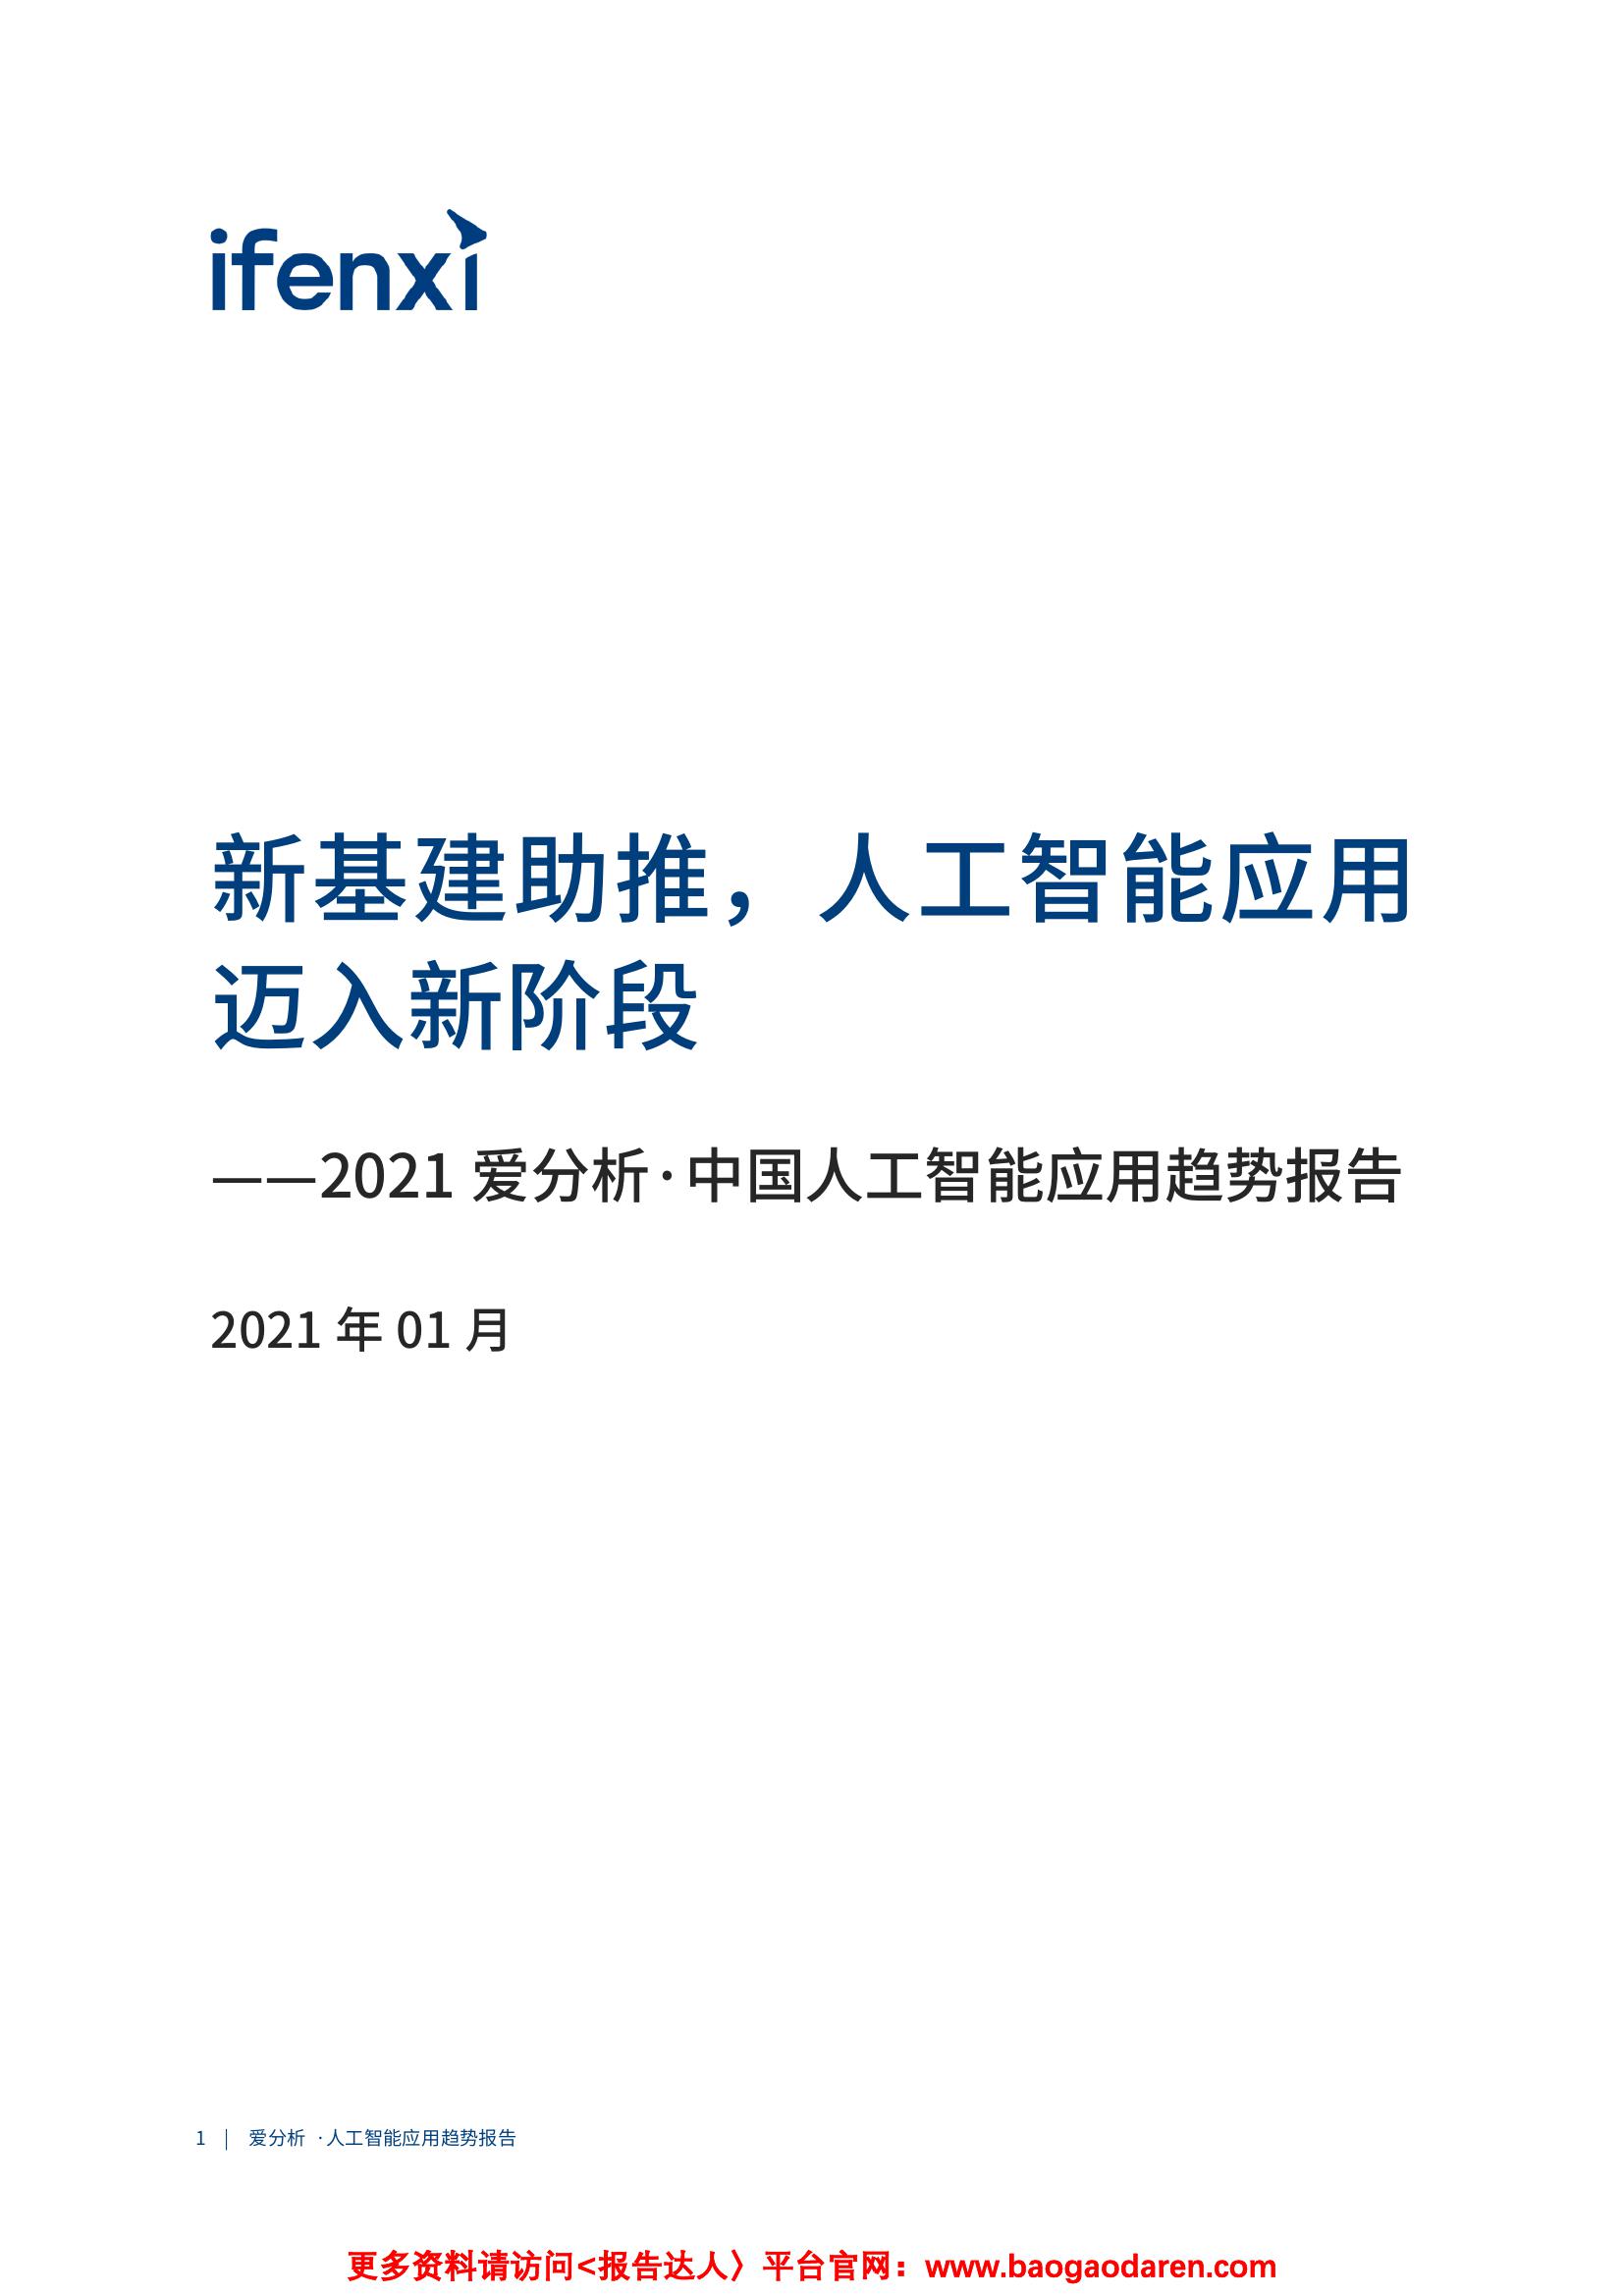 ifenxi
新基建助推，人工智能应用
迈入新阶段
——2021 爱分析·中国人工智能应用趋势报告
2021 年 01 月
1 | 爱分析 ·人工智能应用趋势报告
更多资料请访问<报告达人〉平台官网：www.baogaodaren.com